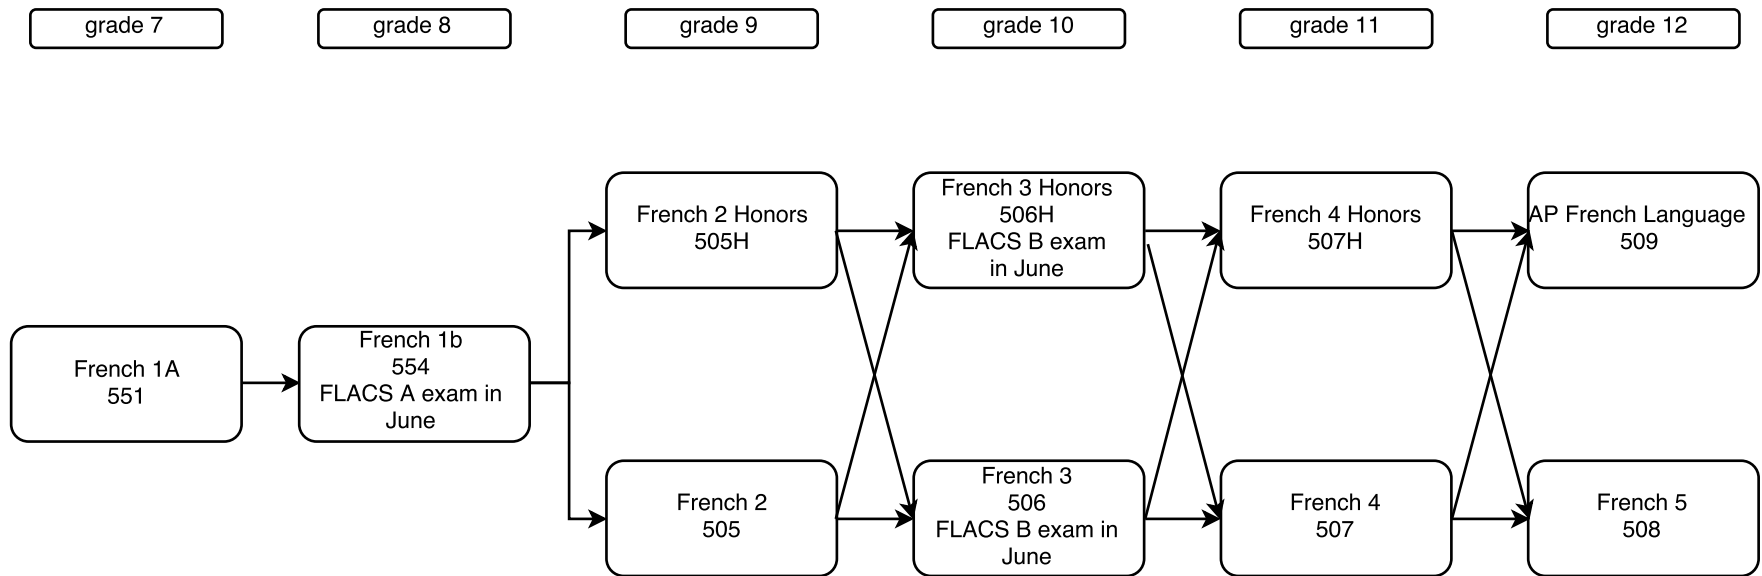 grade 7
grade 8
grade 9
grade 10
grade 11
grade 12
French 1A
551
French 1b
554
FLACS A exam in
June
French 2 Honors
505H
French 2
505
French 3 Honors
506H
FLACS B exam
in June
French 3
506
FLACS B exam in
June
French 4 Honors
507H
French 4
507
AP French Language
509
French 5
508